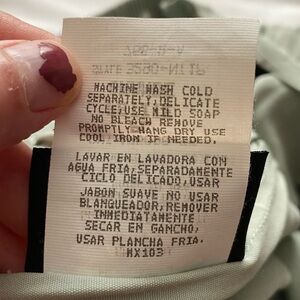 MACHINE WASH COLD
SEPARATELY, DELICATE
CYCLE, USE MILD SOAP
NO BLEACH REMOVE
PROMPTLY HANG DRY USE
COOL IRON IF NEEDED.
LAVAR EN LAVADORA CON
AGUA FRIA, SEPARADAMENTE
CICLO DELICADO, USAR
JABON SUAVE NO USAR
BLANQUEADOR, REMOVER
INMEDIATAMENTE
SECAR EN GANCHO,
USAR PLANCHA FRIA.
MX103